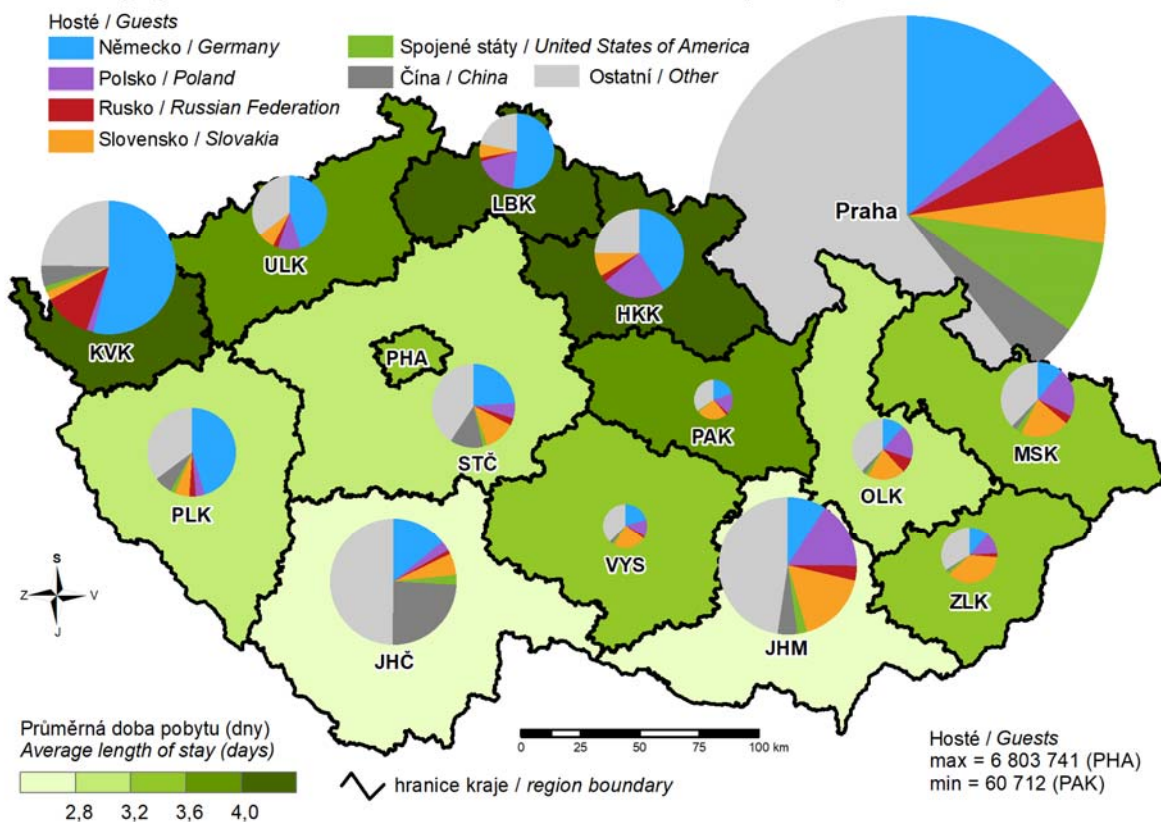 Hosté / Guests
Německo / Germany
Polsko / Poland
Rusko / Russian Federation
Slovensko / Slovakia
Spojené státy / United States of America
Čína / China
Ostatní / Other
Praha
LBK
ULK
KVK
HKK
PHA
STČ
PAK
MSK
OLK
PLK
VYS
ZLK
JHČ
JHM
S
Z V
J
Průměrná doba pobytu (dny)
Average length of stay (days)
2,8 3,2 3,6 4,0
0 25 50 75 100 km
hranice kraje / region boundary
Hosté / Guests
max = 6 803 741 (PHA)
min = 60 712 (PAK)